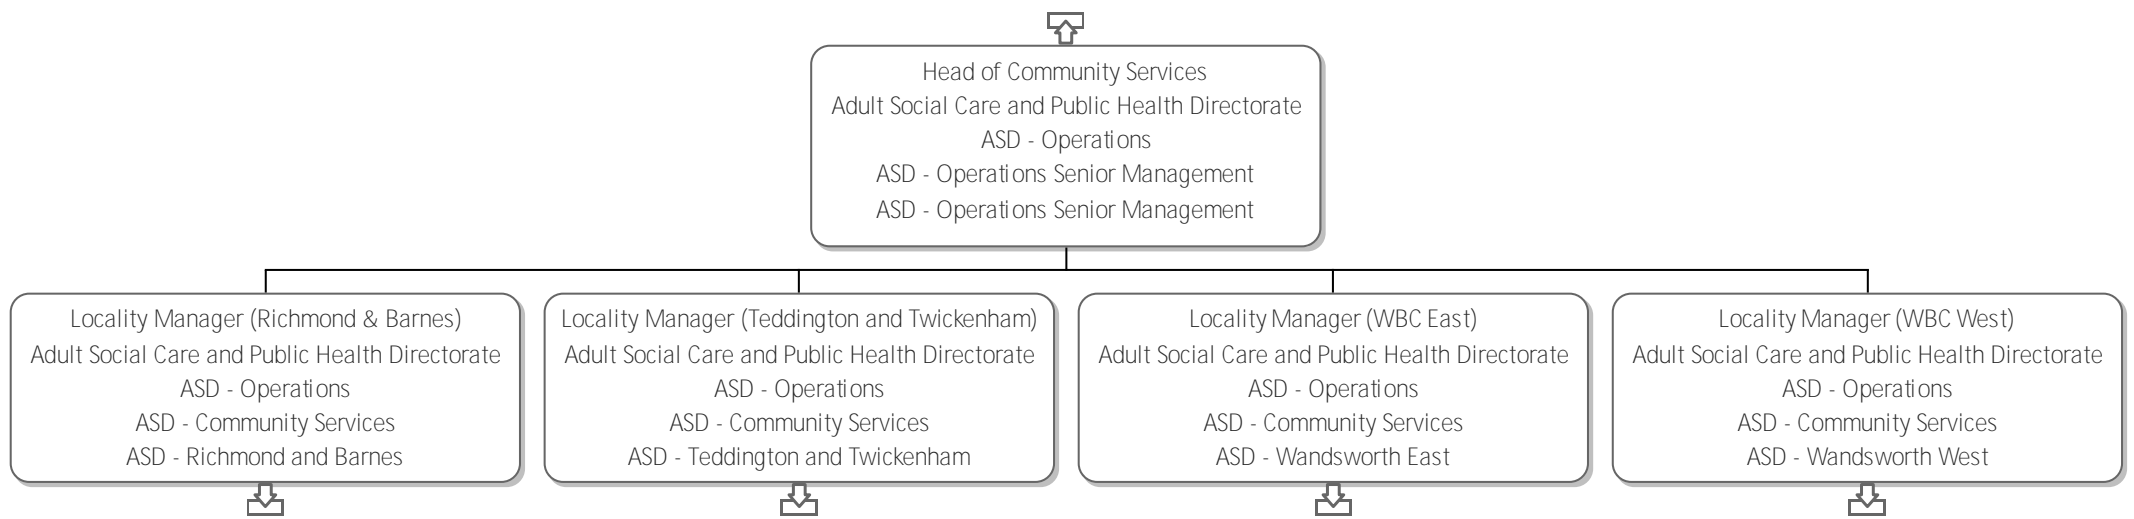 Head of Community Services
Adult Social Care and Public Health Directorate
ASD - Operations
ASD - Operations Senior Management
ASD - Operations Senior Management
Locality Manager (Richmond & Barnes)
Adult Social Care and Public Health Directorate
ASD - Operations
ASD - Community Services
ASD - Richmond and Barnes
Locality Manager (Teddington and Twickenham)
Adult Social Care and Public Health Directorate
ASD - Operations
ASD - Community Services
ASD - Teddington and Twickenham
Locality Manager (WBC East)
Adult Social Care and Public Health Directorate
ASD - Operations
ASD - Community Services
ASD - Wandsworth East
Locality Manager (WBC West)
Adult Social Care and Public Health Directorate
ASD - Operations
ASD - Community Services
ASD - Wandsworth West